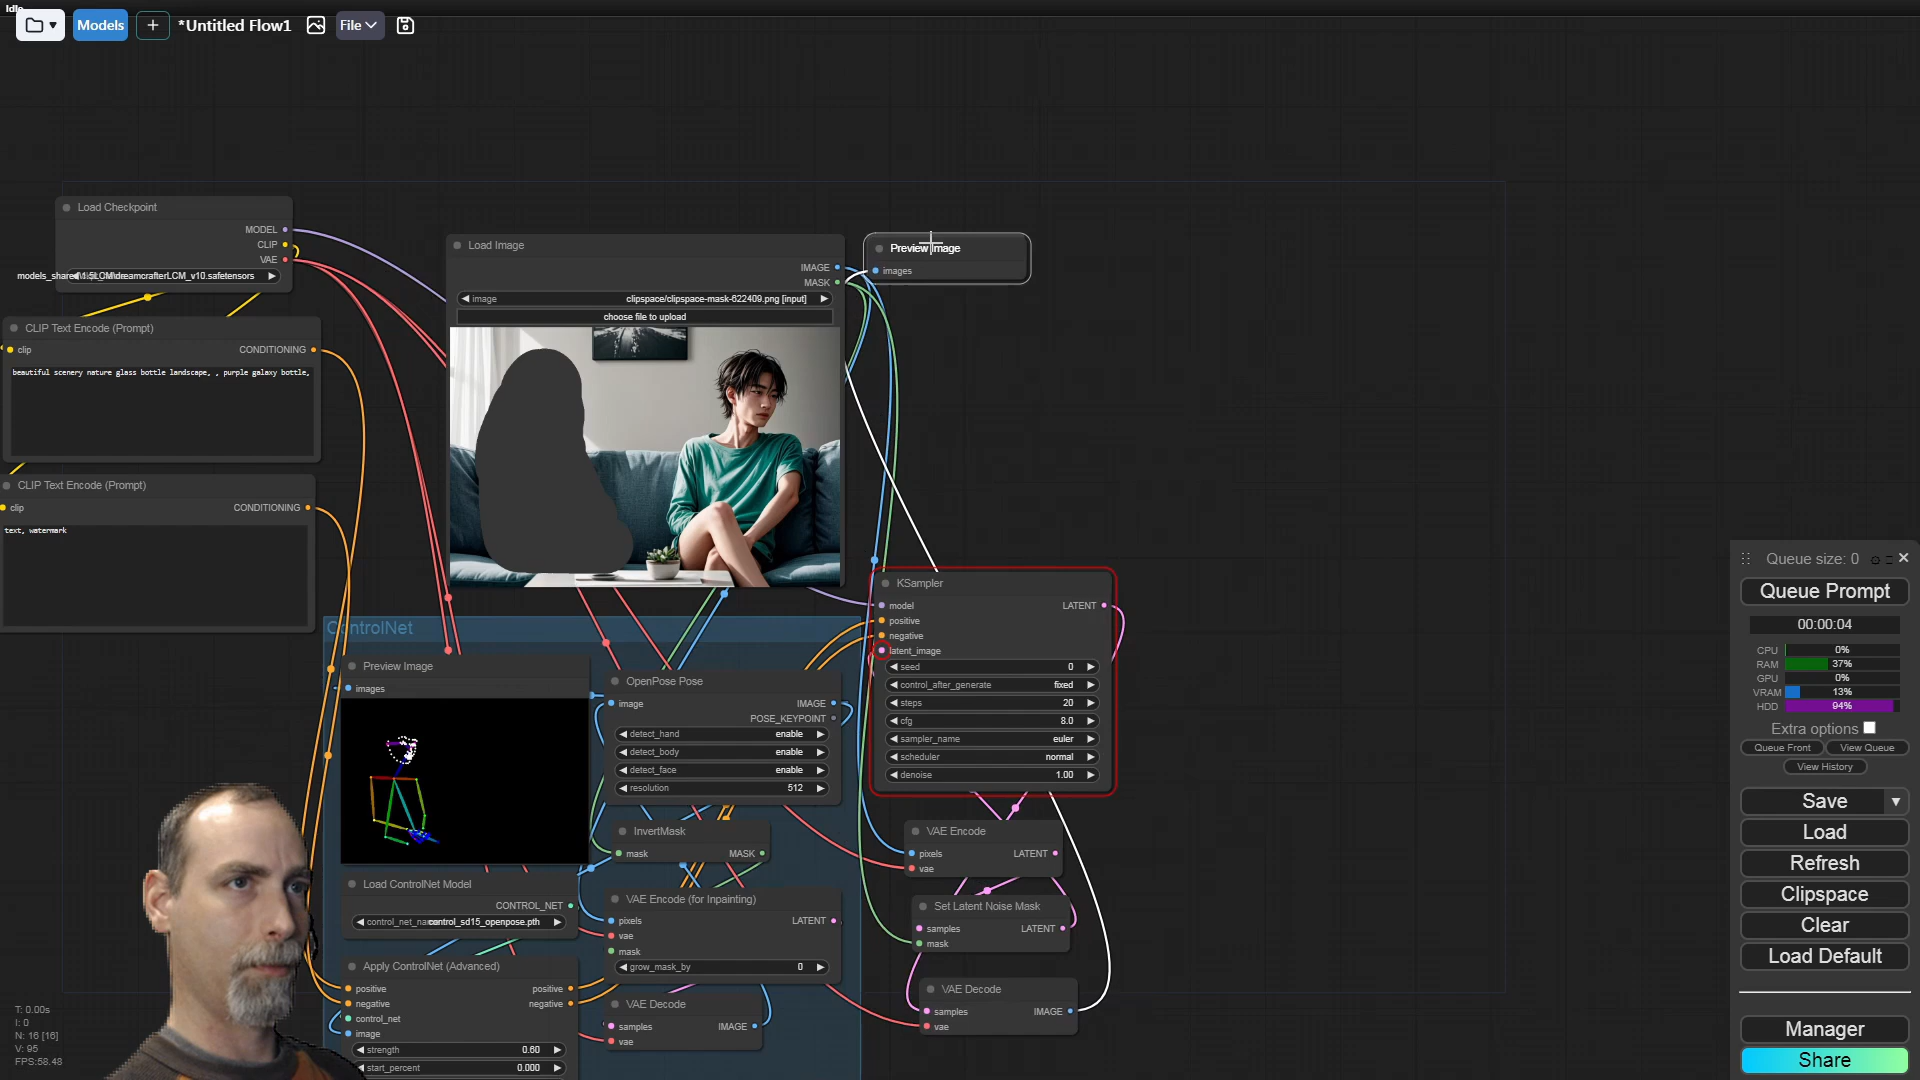 Idle
Models
+
*Untitled Flow1
File
Load Checkpoint
MODEL
CLIP
VAE
dreamcrafterLCM_v10.safetensors
CLIP Text Encode (Prompt)
clip
CONDITIONING
beautiful scenery nature glass bottle landscape, , purple galaxy bottle,
CLIP Text Encode (Prompt)
clip
CONDITIONING
text, watermark
Load Image
IMAGE
MASK
image
clipspace/clipspace-mask-622409.png [input]
choose file to upload
Preview Image
images
ControlNet
Preview Image
images
Load ControlNet Model
CONTROL_NET
control_sd15_openpose.pth
Apply ControlNet (Advanced)
positive
positive
negative
negative
control_net
image
strength 0.60
start_percent 0.000
OpenPose Pose
image
IMAGE
POSE_KEYPOINT
detect_hand enable
detect_body enable
detect_face enable
resolution 512
InvertMask
mask
MASK
VAE Encode (for Inpainting)
pixels
LATENT
vae
mask
grow_mask_by 0
VAE Decode
samples
IMAGE
vae
KSampler
model
LATENT
positive
negative
latent_image
seed 0
control_after_generate fixed
steps 20
cfg 8.0
sampler_name euler
scheduler normal
denoise 1.00
VAE Encode
pixels
LATENT
vae
Set Latent Noise Mask
samples
LATENT
mask
VAE Decode
samples
IMAGE
vae
T: 0.00s
I: 0
N: 16 [16]
V: 95
FPS:58.48
Queue size: 0
Queue Prompt
00:00:04
CPU 0%
RAM 37%
GPU 0%
VRAM 13%
HDD 94%
Extra options
Queue Front
View Queue
View History
Save
Load
Refresh
Clipspace
Clear
Load Default
Manager
Share